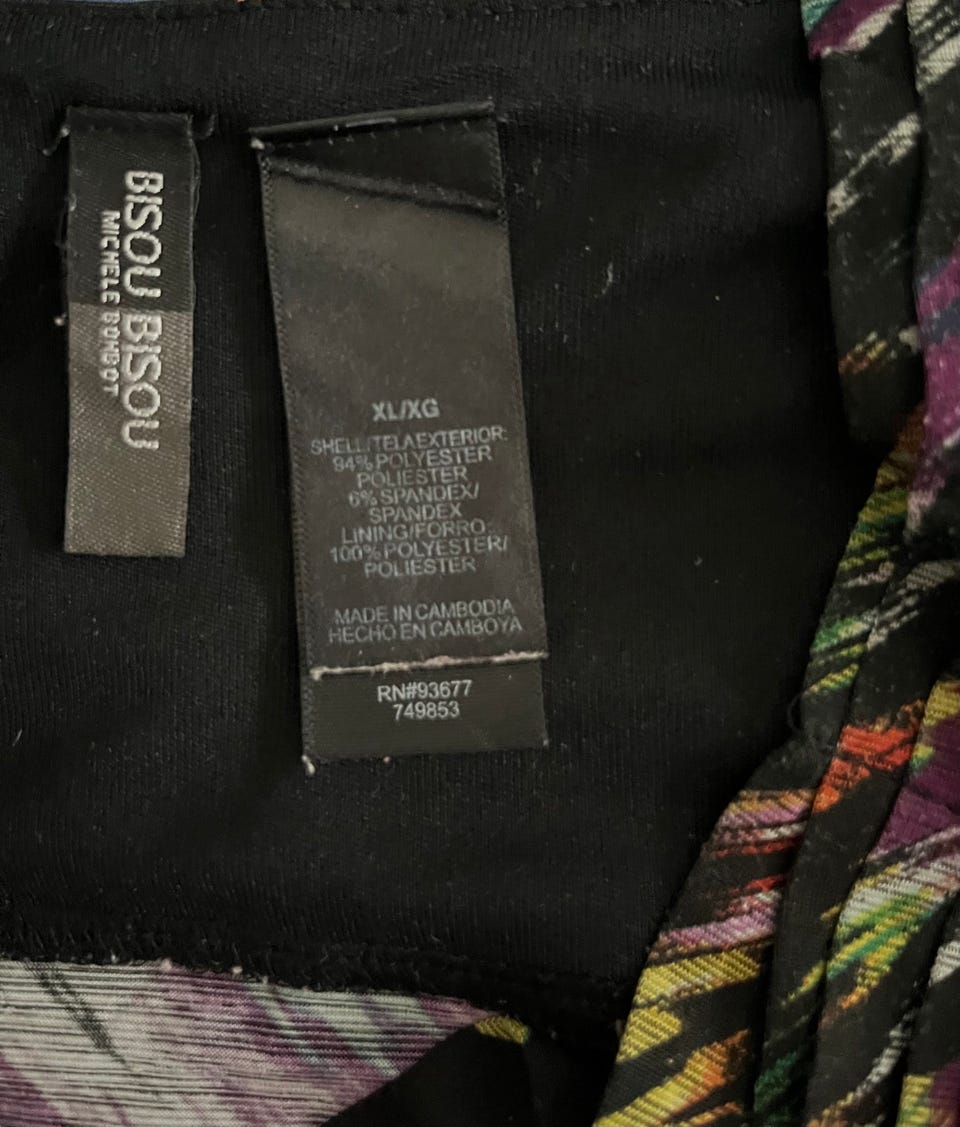 BISOU BISOU
MICHELE BOHBOT
XL/XG
SHELL/TELA EXTERIOR:
94% POLYESTER
POLIESTER
6% SPANDEX/
SPANDEX
LINING/FORRO:
100% POLYESTER/
POLIESTER
MADE IN CAMBODIA
HECHO EN CAMBOYA
RN#93677
749853